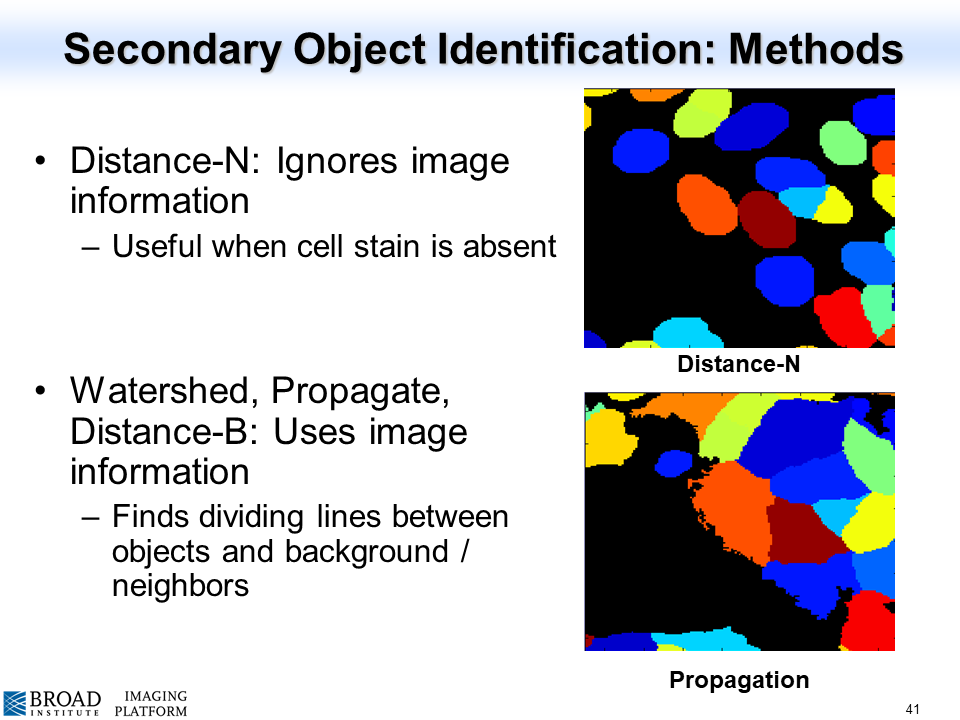 Secondary Object Identification: Methods
• Distance-N: Ignores image
information
– Useful when cell stain is absent
Distance-N
• Watershed, Propagate,
Distance-B: Uses image
information
– Finds dividing lines between
objects and background /
neighbors
Propagation
BROAD
INSTITUTE
IMAGING
PLATFORM
41